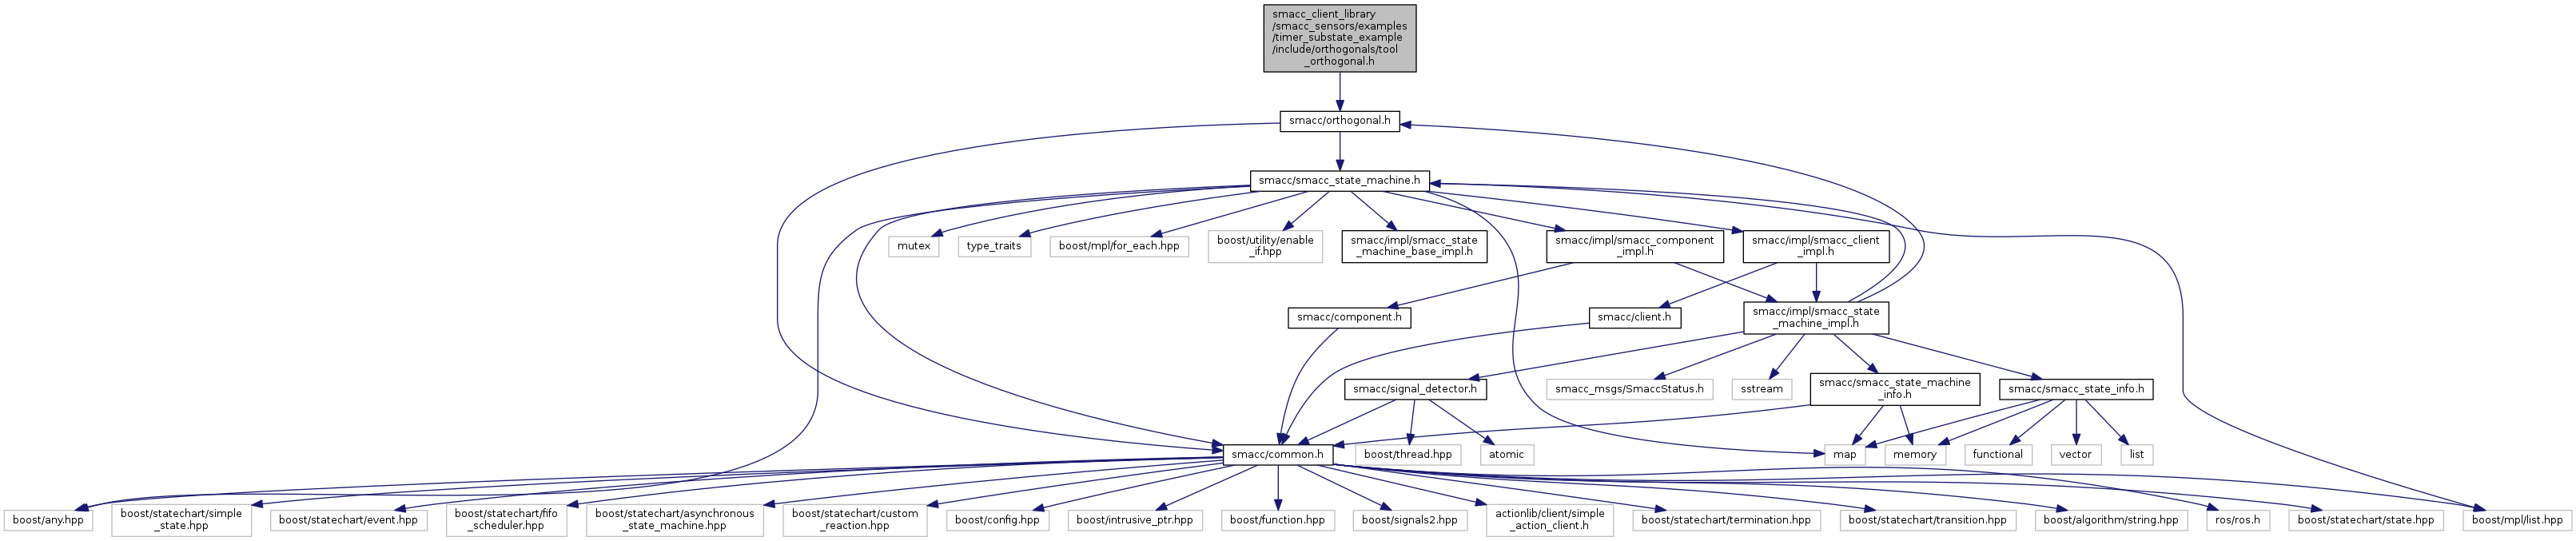 smacc_client_library
/smacc_sensors/examples
/timer_substate_example
/include/orthogonals/tool
_orthogonal.h
smacc/orthogonal.h
smacc/smacc_state_machine.h
mutex
type_traits
boost/mpl/for_each.hpp
boost/utility/enable
_if.hpp
smacc/impl/smacc_state
_machine_base_impl.h
smacc/impl/smacc_component
_impl.h
smacc/impl/smacc_client
_impl.h
smacc/component.h
smacc/client.h
smacc/impl/smacc_state
_machine_impl.h
smacc/signal_detector.h
smacc_msgs/SmaccStatus.h
sstream
smacc/smacc_state_machine
_info.h
smacc/smacc_state_info.h
smacc/common.h
boost/thread.hpp
atomic
map
memory
functional
vector
list
boost/any.hpp
boost/statechart/simple
_state.hpp
boost/statechart/event.hpp
boost/statechart/fifo
_scheduler.hpp
boost/statechart/asynchronous
_state_machine.hpp
boost/statechart/custom
_reaction.hpp
boost/config.hpp
boost/intrusive_ptr.hpp
boost/function.hpp
boost/signals2.hpp
actionlib/client/simple
_action_client.h
boost/statechart/termination.hpp
boost/statechart/transition.hpp
boost/algorithm/string.hpp
ros/ros.h
boost/statechart/state.hpp
boost/mpl/list.hpp